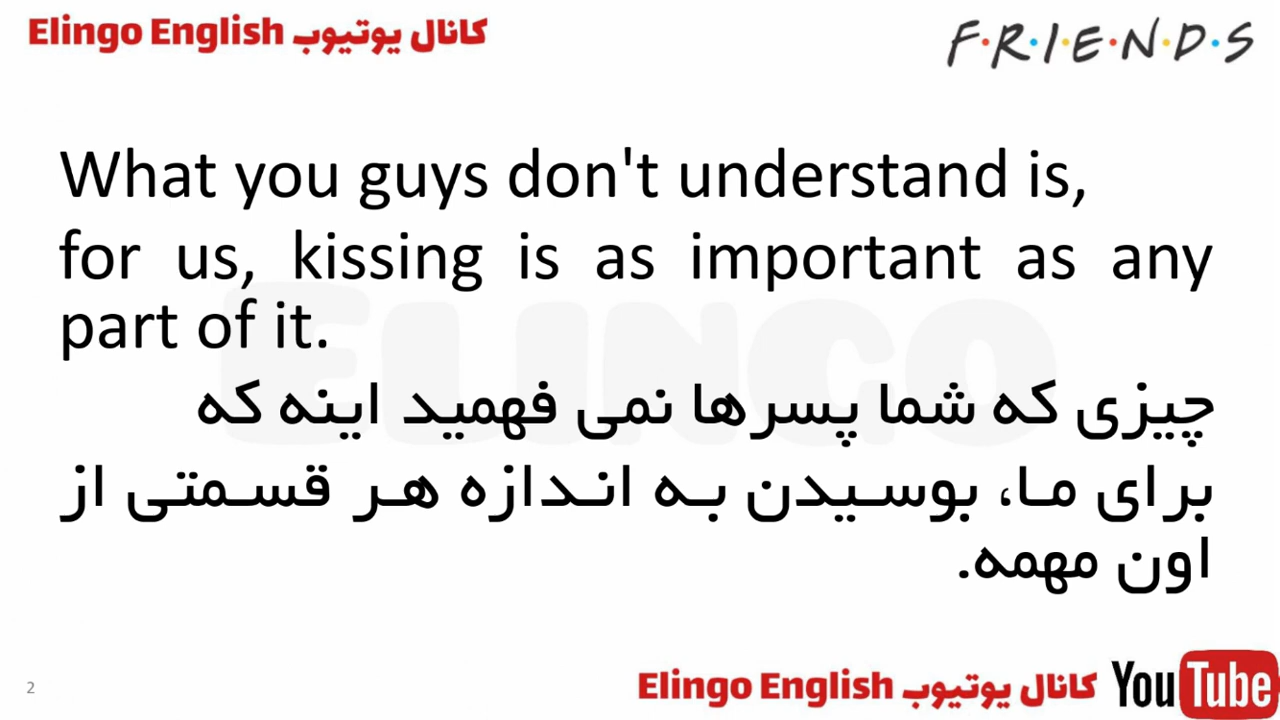 Elingo English کانال یوتیوب
F·R·I·E·N·D·S
What you guys don't understand is,
for us, kissing is as important as any
part of it.
ELINGO
چیزی که شما پسرها نمی فهمید اینه که
برای ما، بوسیدن به اندازه هر قسمتی از
اون مهمه.
2
Elingo English کانال یوتیوب
YouTube